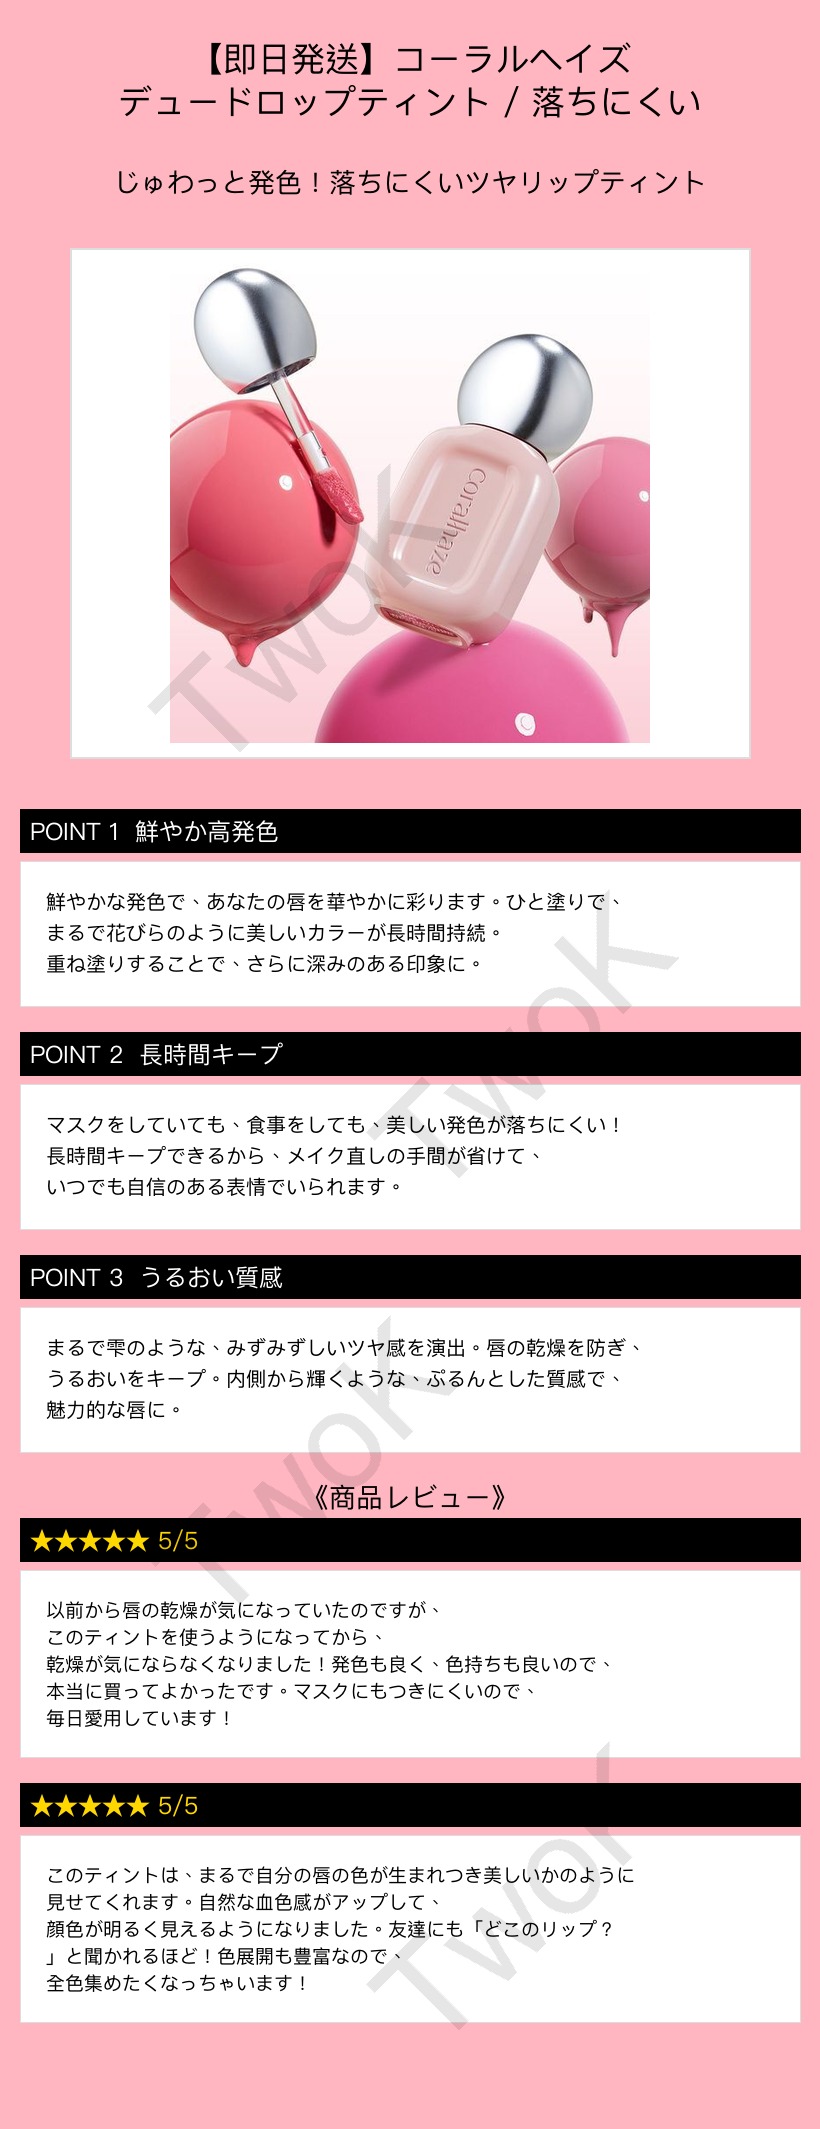 【即日発送】コーラルヘイズ
デュードロップティント / 落ちにくい
じゅわっと発色！落ちにくいツヤリップティント
Coralhaze
TwoK
POINT 1 鮮やか高発色
鮮やかな発色で、あなたの唇を華やかに彩ります。ひと塗りで、
まるで花びらのように美しいカラーが長時間持続。
重ね塗りすることで、さらに深みのある印象に。
TwoK
POINT 2 長時間キープ
マスクをしていても、食事をしても、美しい発色が落ちにくい！
長時間キープできるから、メイク直しの手間が省けて、
いつでも自信のある表情でいられます。
POINT 3 うるおい質感
まるで雫のような、みずみずしいツヤ感を演出。唇の乾燥を防ぎ、
うるおいをキープ。内側から輝くような、ぷるんとした質感で、
魅力的な唇に。
TwoK
《商品レビュー》
★★★★★ 5/5
以前から唇の乾燥が気になっていたのですが、
このティントを使うようになってから、
乾燥が気にならなくなりました！発色も良く、色持ちも良いので、
本当に買ってよかったです。マスクにもつきにくいので、
毎日愛用しています！
★★★★★ 5/5
このティントは、まるで自分の唇の色が生まれつき美しいかのように
見せてくれます。自然な血色感がアップして、
顔色が明るく見えるようになりました。友達にも「どこのリップ？
」と聞かれるほど！色展開も豊富なので、
全色集めたくなっちゃいます！
TwoK